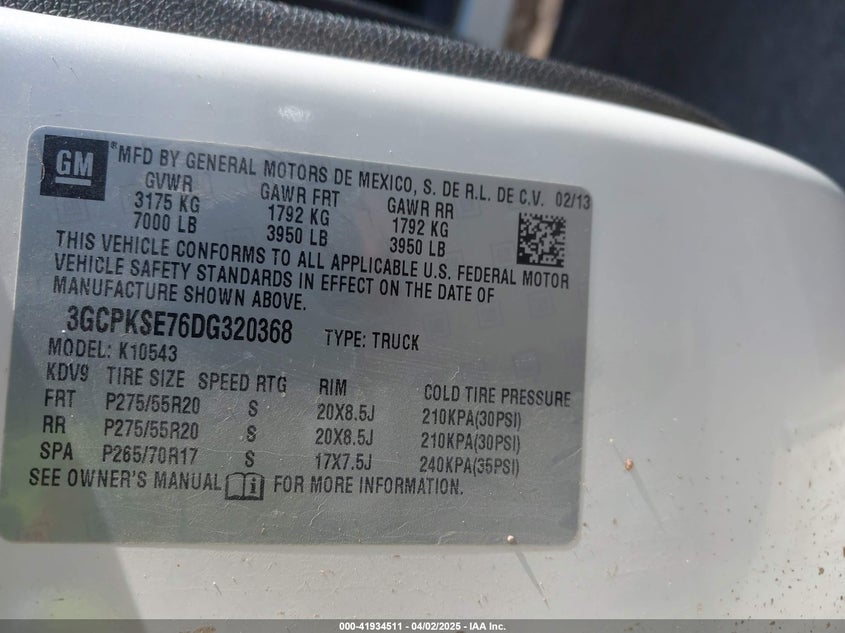 GM ®MFD BY GENERAL MOTORS DE MEXICO, S. DE R.L. DE C.V. 02/13
GVWR GAWR FRT GAWR RR
3175 KG 1792 KG 1792 KG
7000 LB 3950 LB 3950 LB
THIS VEHICLE CONFORMS TO ALL APPLICABLE U.S. FEDERAL MOTOR
VEHICLE SAFETY STANDARDS IN EFFECT ON THE DATE OF
MANUFACTURE SHOWN ABOVE.
3GCPKSE76DG320368 TYPE: TRUCK
MODEL: K10543
KDV9 TIRE SIZE SPEED RTG RIM COLD TIRE PRESSURE
FRT P275/55R20 S 20X8.5J 210KPA(30PSI)
RR P275/55R20 S 20X8.5J 210KPA(30PSI)
SPA P265/70R17 S 17X7.5J 240KPA(35PSI)
SEE OWNER'S MANUAL i FOR MORE INFORMATION.
000-41934511 - 04/02/2025 - IAA Inc.